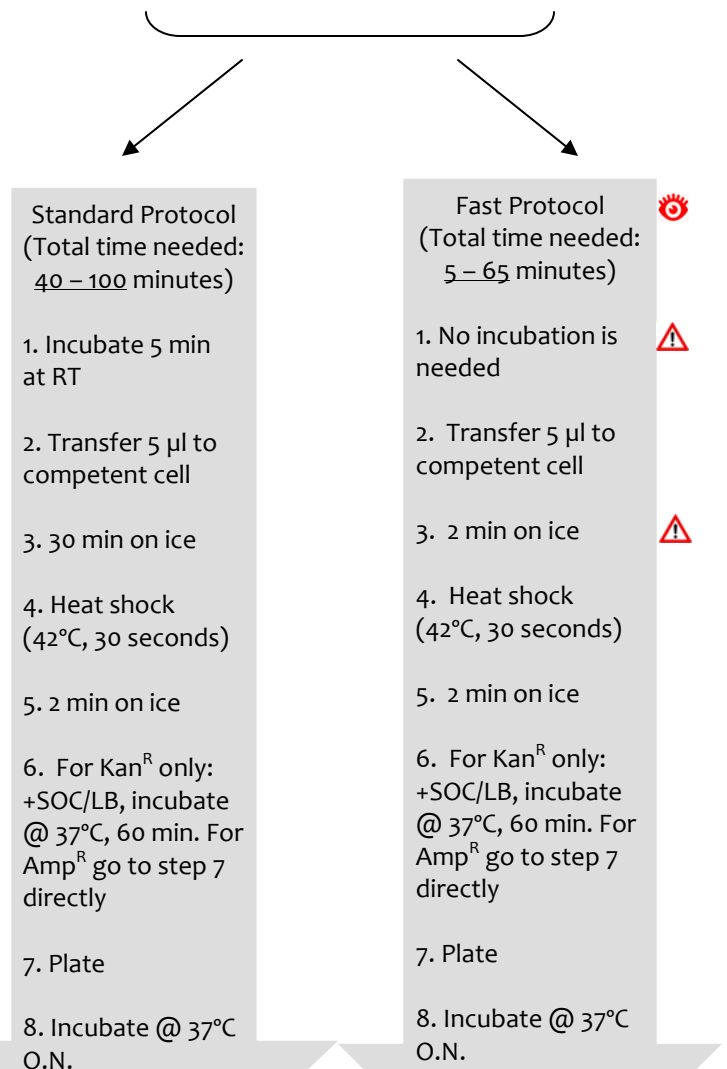 Standard Protocol
(Total time needed:
40 – 100 minutes)
1. Incubate 5 min
at RT
2. Transfer 5 µl to
competent cell
3. 30 min on ice
4. Heat shock
(42°C, 30 seconds)
5. 2 min on ice
6. For Kan^R only:
+SOC/LB, incubate
@ 37°C, 60 min. For
Amp^R go to step 7
directly
7. Plate
8. Incubate @ 37°C
O.N.
Fast Protocol
(Total time needed:
5 – 65 minutes)
1. No incubation is
needed
2. Transfer 5 µl to
competent cell
3. 2 min on ice
4. Heat shock
(42°C, 30 seconds)
5. 2 min on ice
6. For Kan^R only:
+SOC/LB, incubate
@ 37°C, 60 min. For
Amp^R go to step 7
directly
7. Plate
8. Incubate @ 37°C
O.N.